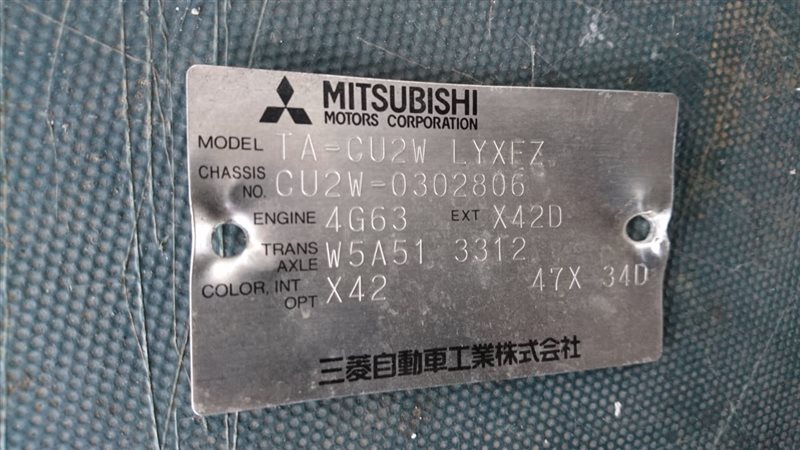 MITSUBISHI
MOTORS CORPORATION
MODEL TA-CU2W LYXFZ
CHASSIS NO. CU2W-0302806
ENGINE 4G63 EXT X42D
TRANS AXLE W5A51 3312
COLOR, INT OPT X42 47X 34D
三菱自動車工業株式会社